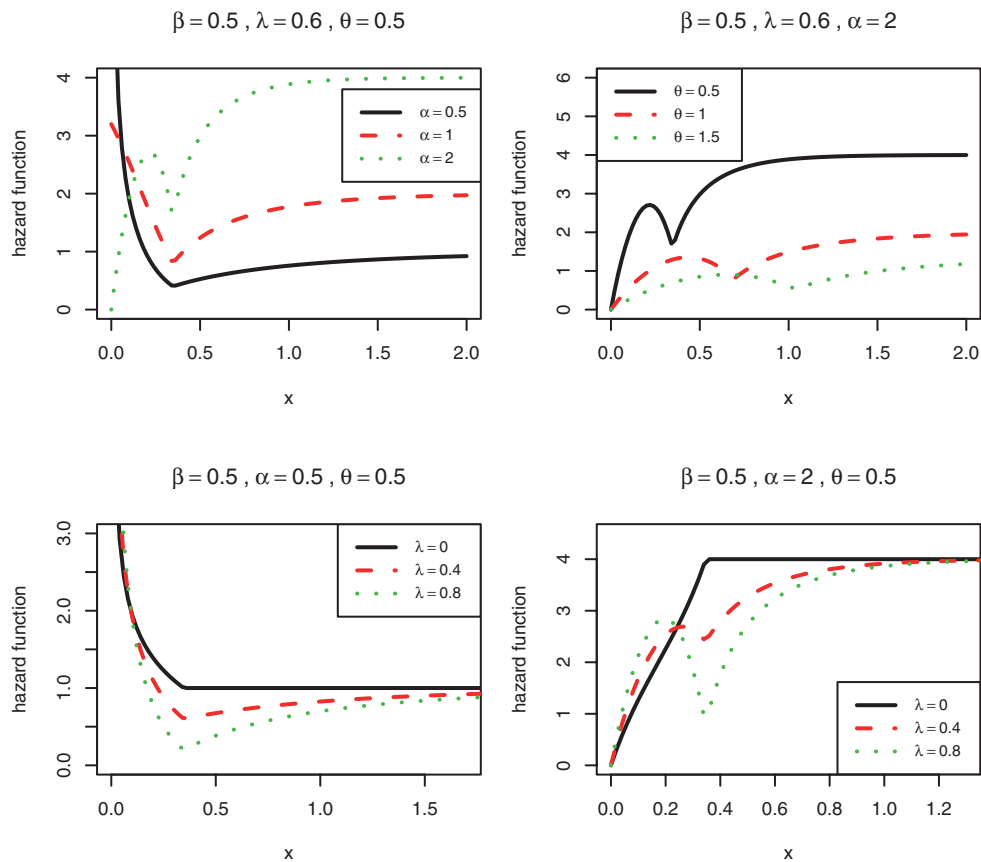 β = 0.5 , λ = 0.6 , θ = 0.5
hazard function
0 1 2 3 4
α = 0.5
α = 1
α = 2
0.0 0.5 1.0 1.5 2.0
x
β = 0.5 , λ = 0.6 , α = 2
hazard function
0 1 2 3 4 5 6
θ = 0.5
θ = 1
θ = 1.5
0.0 0.5 1.0 1.5 2.0
x
β = 0.5 , α = 0.5 , θ = 0.5
hazard function
0.0 1.0 2.0 3.0
λ = 0
λ = 0.4
λ = 0.8
0.0 0.5 1.0 1.5
x
β = 0.5 , α = 2 , θ = 0.5
hazard function
0 1 2 3 4
λ = 0
λ = 0.4
λ = 0.8
0.0 0.2 0.4 0.6 0.8 1.0 1.2
x